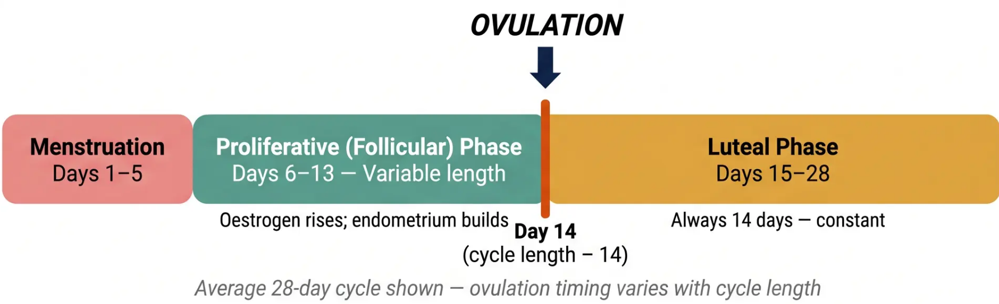 OVULATION
Menstruation
Days 1–5
Proliferative (Follicular) Phase
Days 6–13 — Variable length
Luteal Phase
Days 15–28
Oestrogen rises; endometrium builds
Day 14
(cycle length – 14)
Always 14 days — constant
Average 28-day cycle shown — ovulation timing varies with cycle length